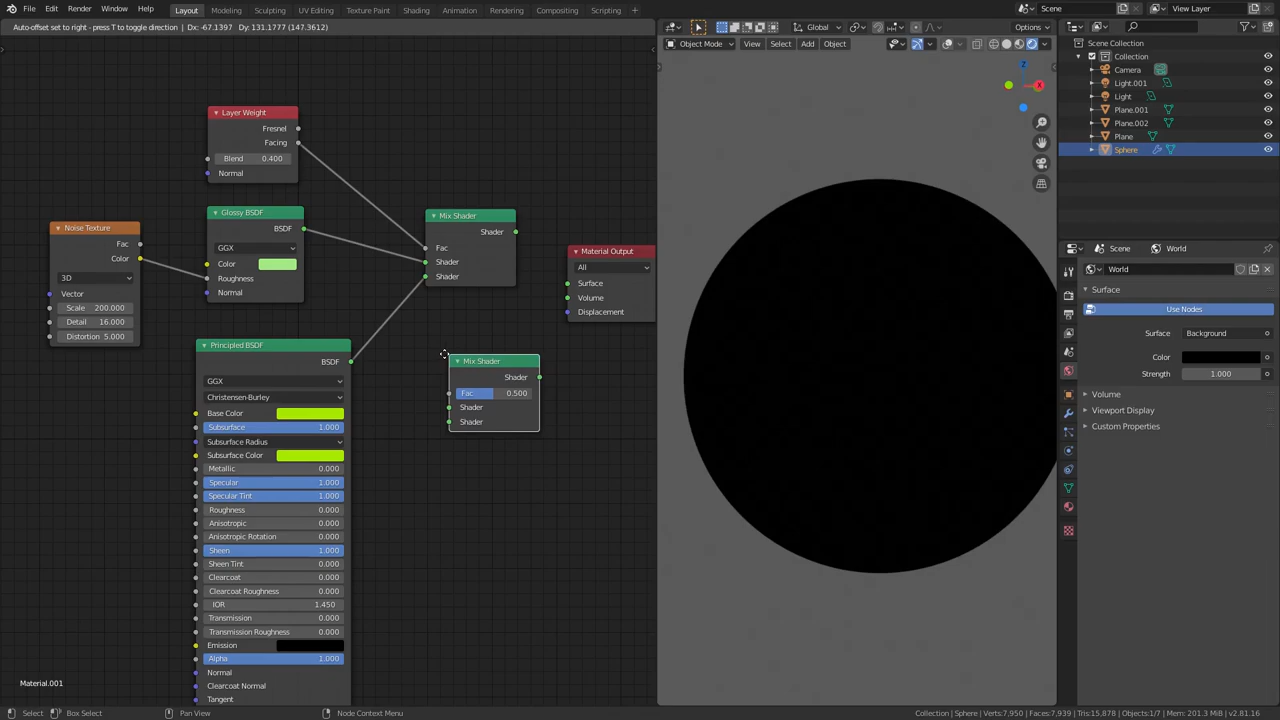 File Edit Render Window Help Layout Modeling Sculpting UV Editing Texture Paint Shading Animation Rendering Compositing Scripting Scene View Layer
Auto-offset set to right - press T to toggle direction | Dx: -67.1397 Dy: 131.1777 (147.3612)
Global Options
Object Mode View Select Add Object
Z
X
Layer Weight
Fresnel
Facing
Blend 0.400
Normal
Noise Texture
Fac
Color
3D
Vector
Scale 200.000
Detail 16.000
Distortion 5.000
Glossy BSDF
BSDF
GGX
Color
Roughness
Normal
Mix Shader
Shader
Fac
Shader
Shader
Material Output
All
Surface
Volume
Displacement
Principled BSDF
BSDF
GGX
Christensen-Burley
Base Color
Subsurface 1.000
Subsurface Radius
Subsurface Color
Metallic 0.000
Specular 1.000
Specular Tint 1.000
Roughness 0.000
Anisotropic 0.000
Anisotropic Rotation 0.000
Sheen 1.000
Sheen Tint 0.000
Clearcoat 0.000
Clearcoat Roughness 0.000
IOR 1.450
Transmission 0.000
Transmission Roughness 0.000
Emission
Alpha 1.000
Normal
Clearcoat Normal
Tangent
Mix Shader
Shader
Fac: 0.500
Shader
Shader
Material.001
Scene Collection
Collection
Camera
Light.001
Light
Plane.001
Plane.002
Plane
Sphere
Scene World
World
Surface
Use Nodes
Surface: Background
Color:
Strength: 1.000
Volume
Viewport Display
Custom Properties
Select Box Select Pan View Node Context Menu
Collection | Sphere | Verts:7,950 | Faces:7,939 | Tris:15,878 | Objects:1/7 | Mem: 201.3 MiB | v2.81.16